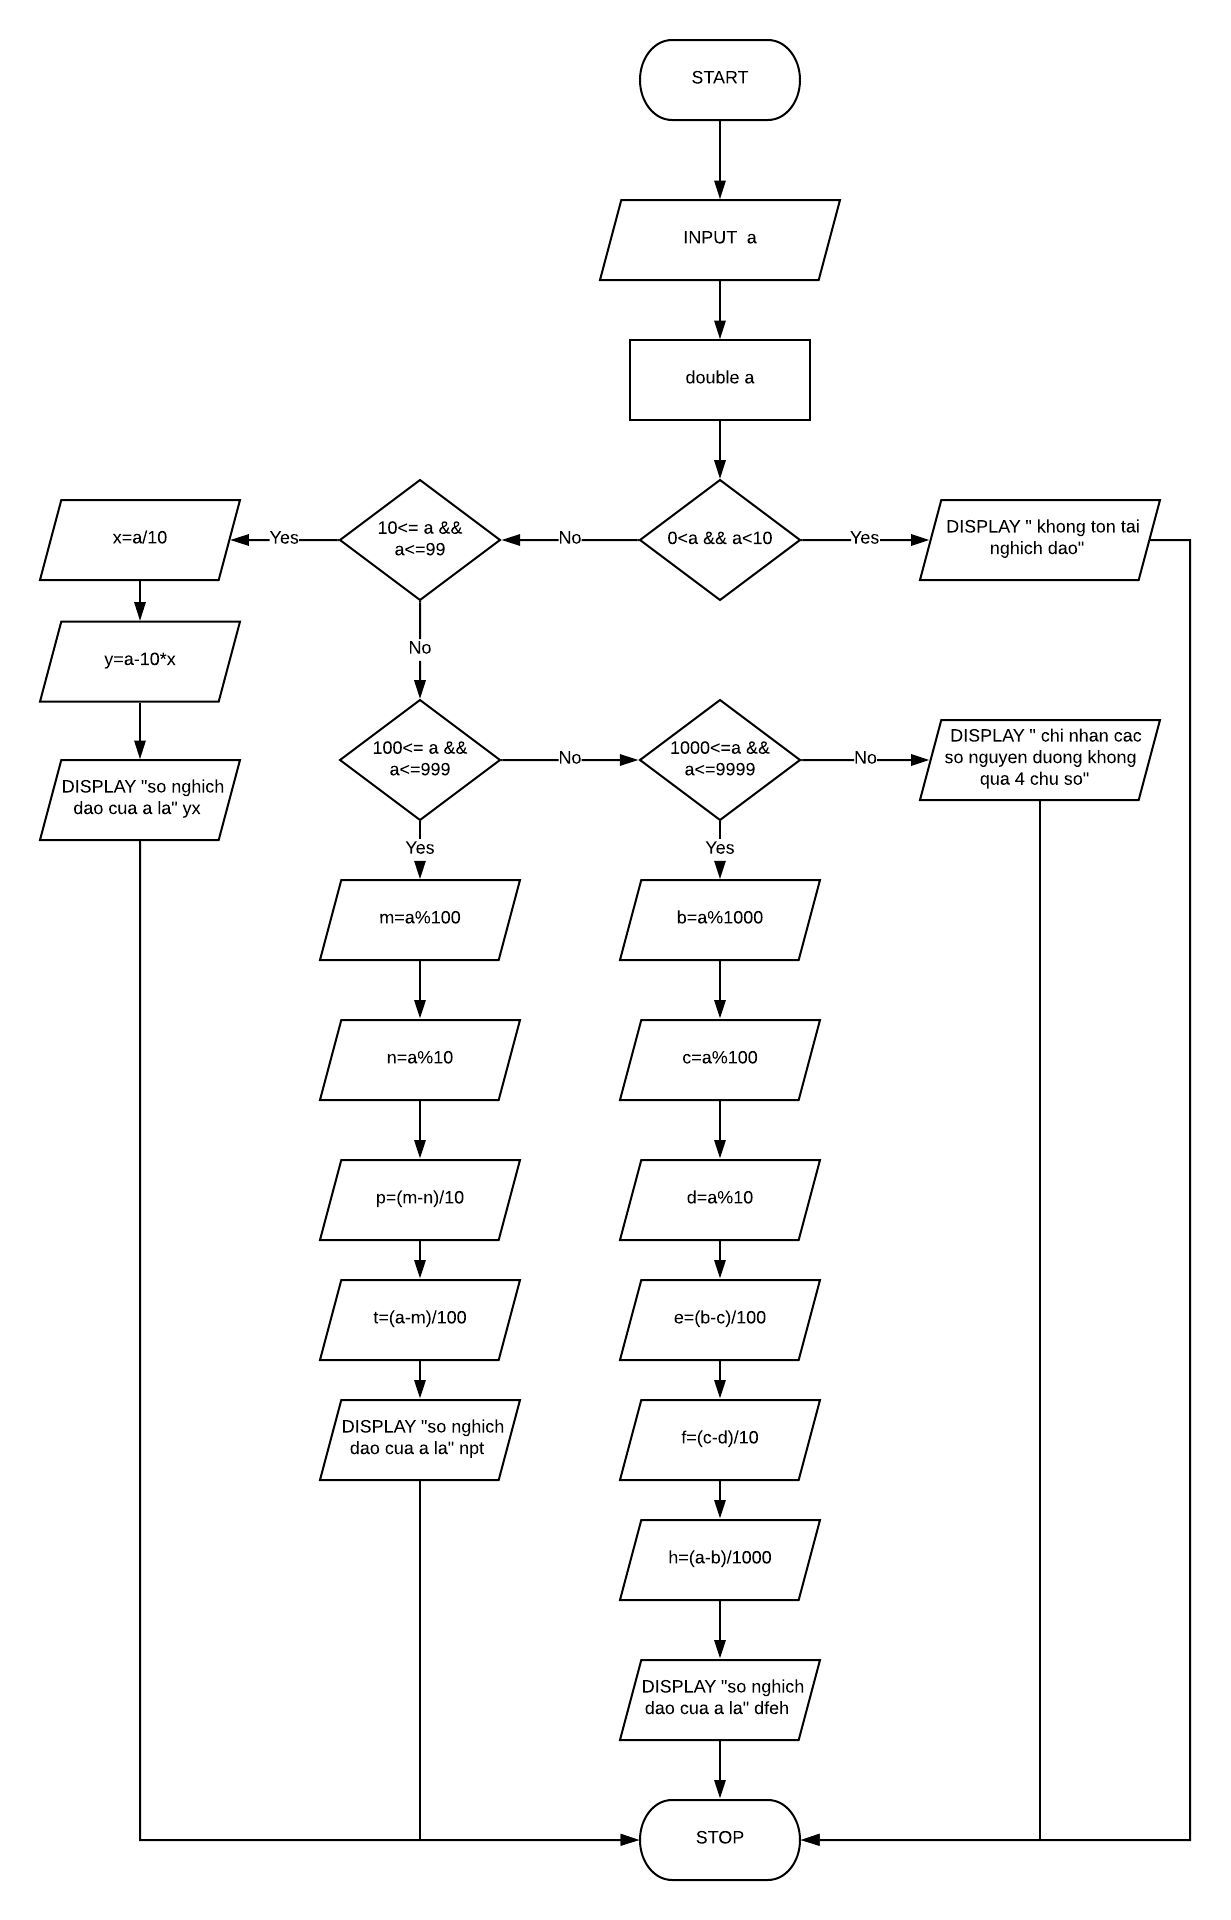 START
INPUT  a
double a
0<a && a<10
Yes
DISPLAY " khong ton tai
nghich dao"
No
10<= a &&
a<=99
Yes
x=a/10
y=a-10*x
DISPLAY "so nghich
dao cua a la" yx
No
100<= a &&
a<=999
No
1000<=a &&
a<=9999
No
DISPLAY " chi nhan cac
so nguyen duong khong
qua 4 chu so"
Yes
m=a%100
n=a%10
p=(m-n)/10
t=(a-m)/100
DISPLAY "so nghich
dao cua a la" npt
Yes
b=a%1000
c=a%100
d=a%10
e=(b-c)/100
f=(c-d)/10
h=(a-b)/1000
DISPLAY "so nghich
dao cua a la" dfeh
STOP